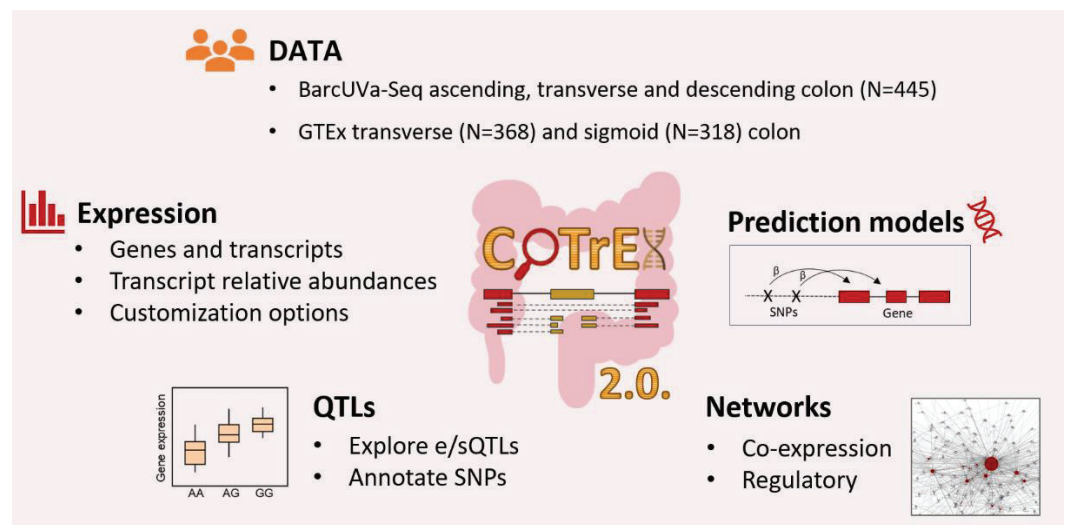 DATA
• BarcUVa-Seq ascending, transverse and descending colon (N=445)
• GTEx transverse (N=368) and sigmoid (N=318) colon
Expression
• Genes and transcripts
• Transcript relative abundances
• Customization options
CoTrEx
2.0.
Prediction models
β
β
SNPs
Gene
Gene expression
AA AG GG
QTLs
• Explore e/sQTLs
• Annotate SNPs
Networks
• Co-expression
• Regulatory